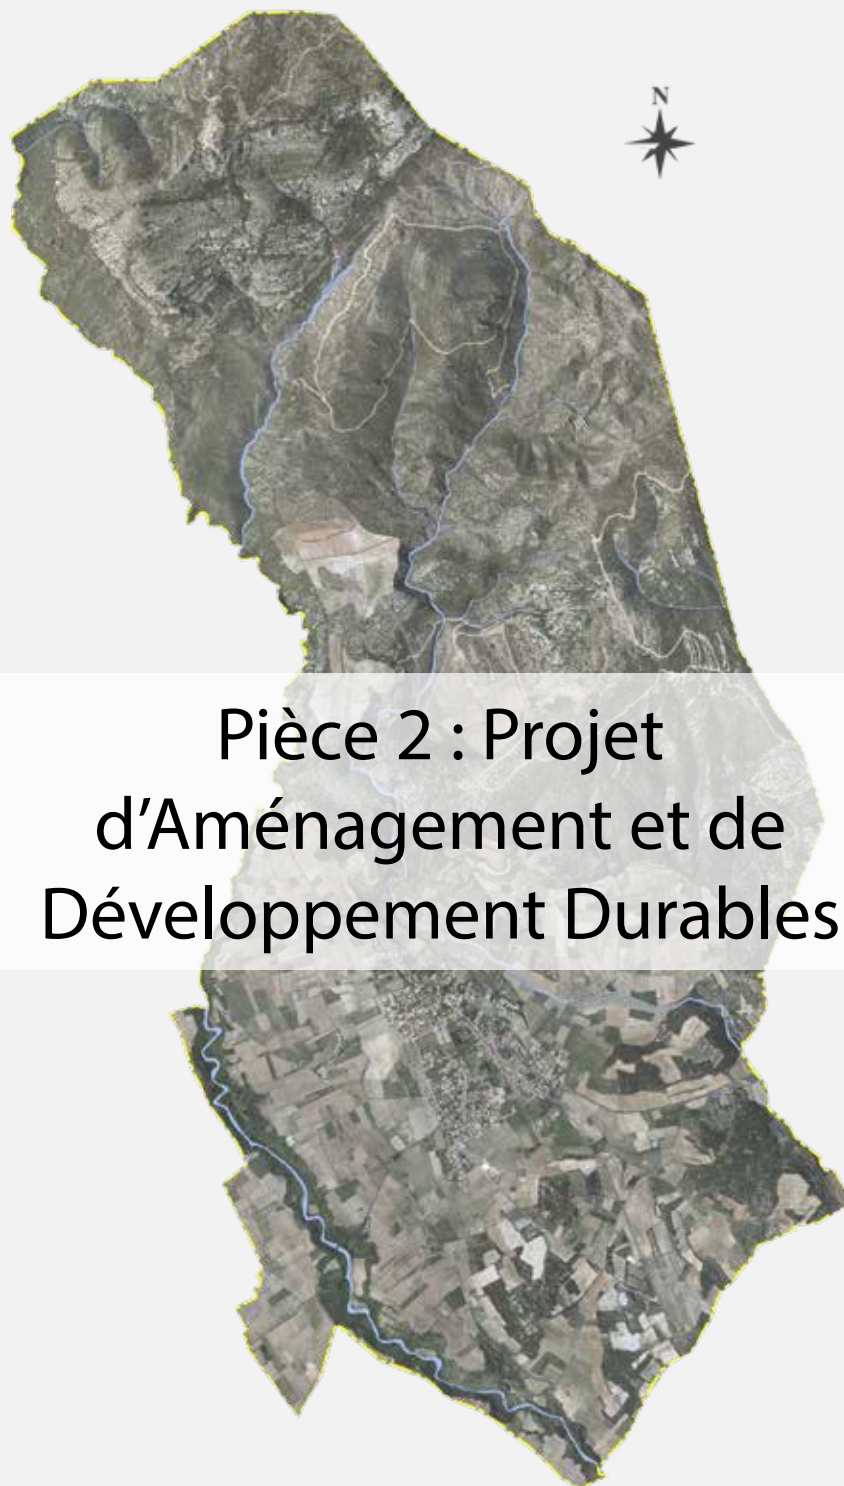 N
Pièce 2 : Projet
d’Aménagement et de
Développement Durables